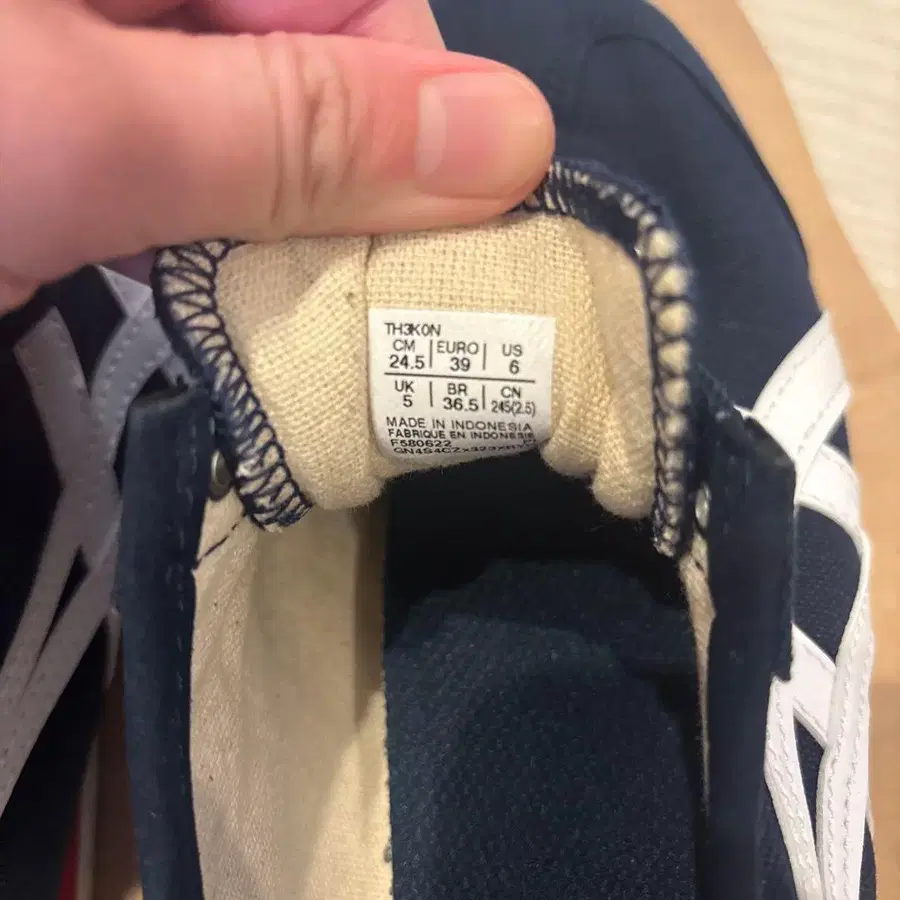 TH3K0N
CM | EURO | US
24.5 | 39 | 6
UK | BR | CN
5 | 36.5 | 245(2.5)
MADE IN INDONESIA
FABRIQUE EN INDONESIE
F580622